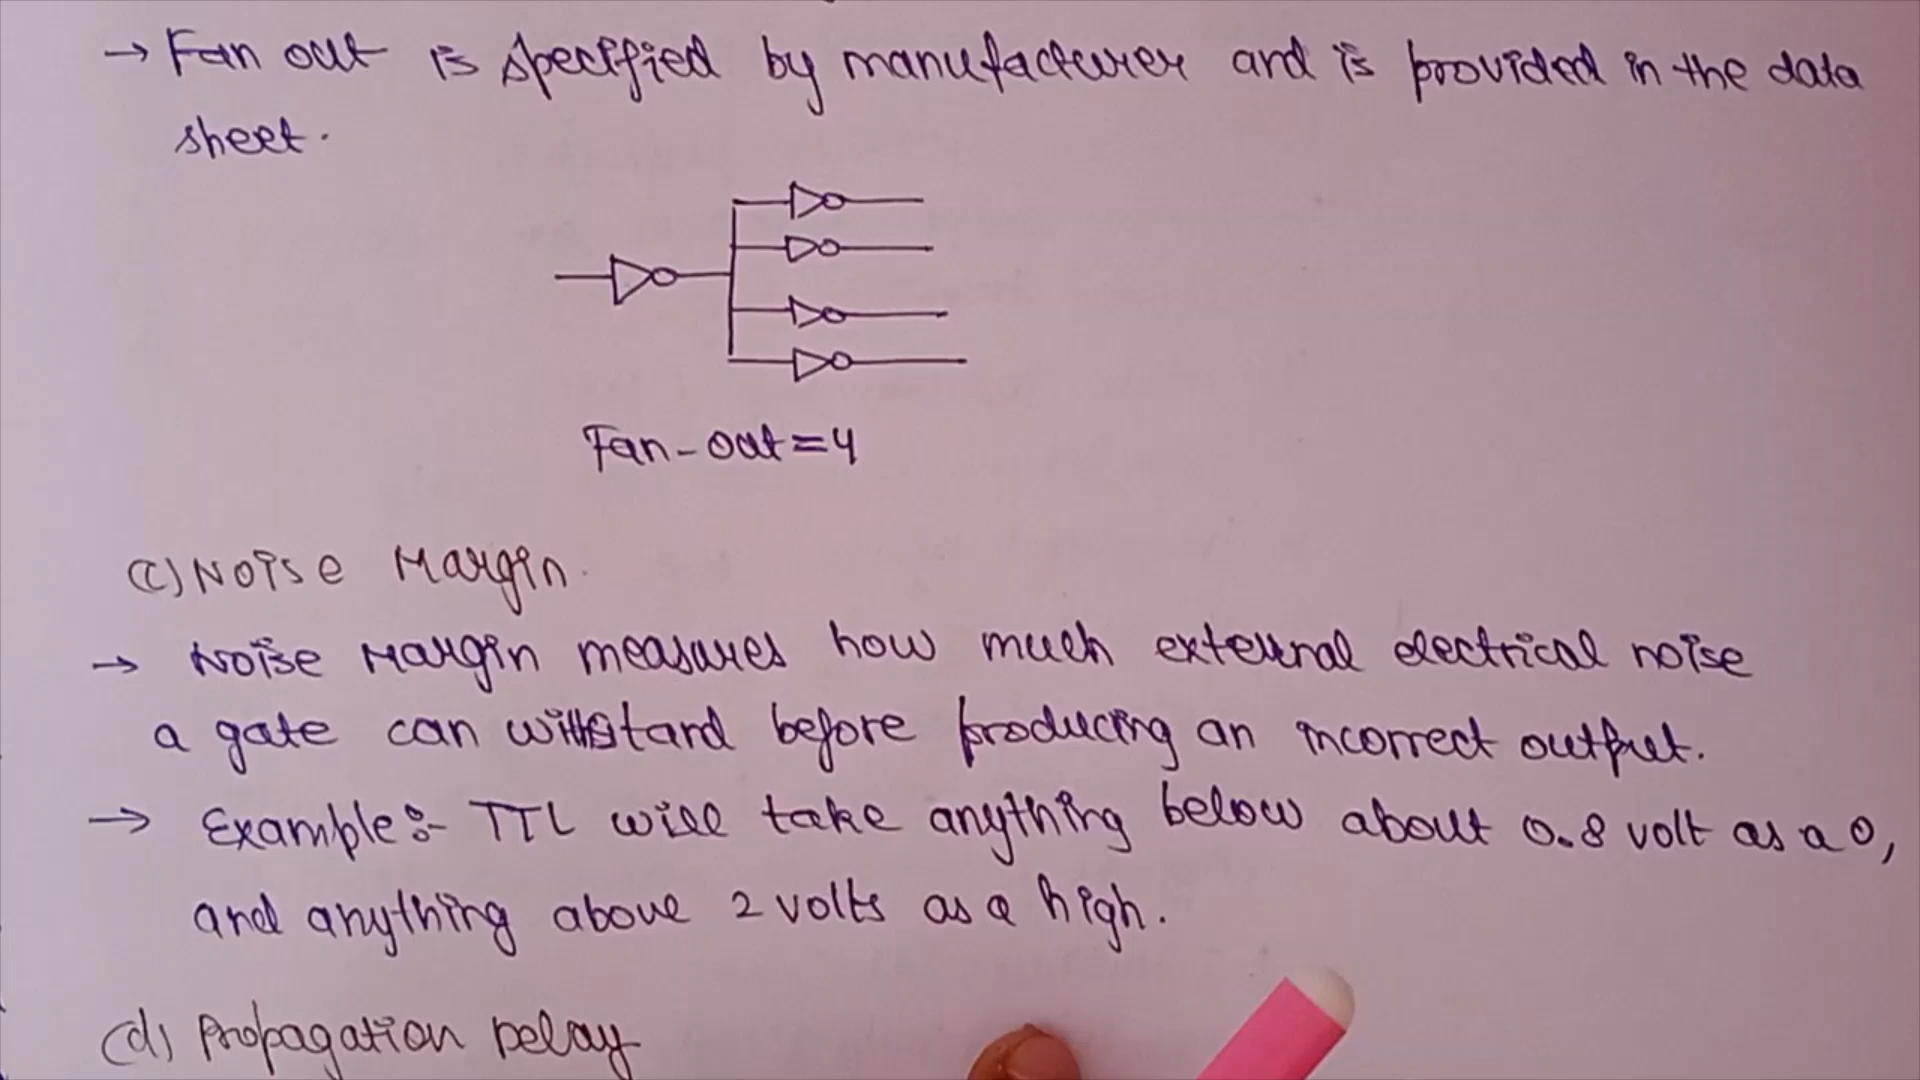 → Fan out is specified by manufacturer and is provided in the data
sheet.
Fan-out=4
(c) Noise Margin.
→ Noise Margin measures how much external electrical noise
a gate can withstand before producing an incorrect output.
→ Example:- TTL will take anything below about 0.8 volt as a 0,
and anything above 2 volts as a high.
(d) Propagation Delay